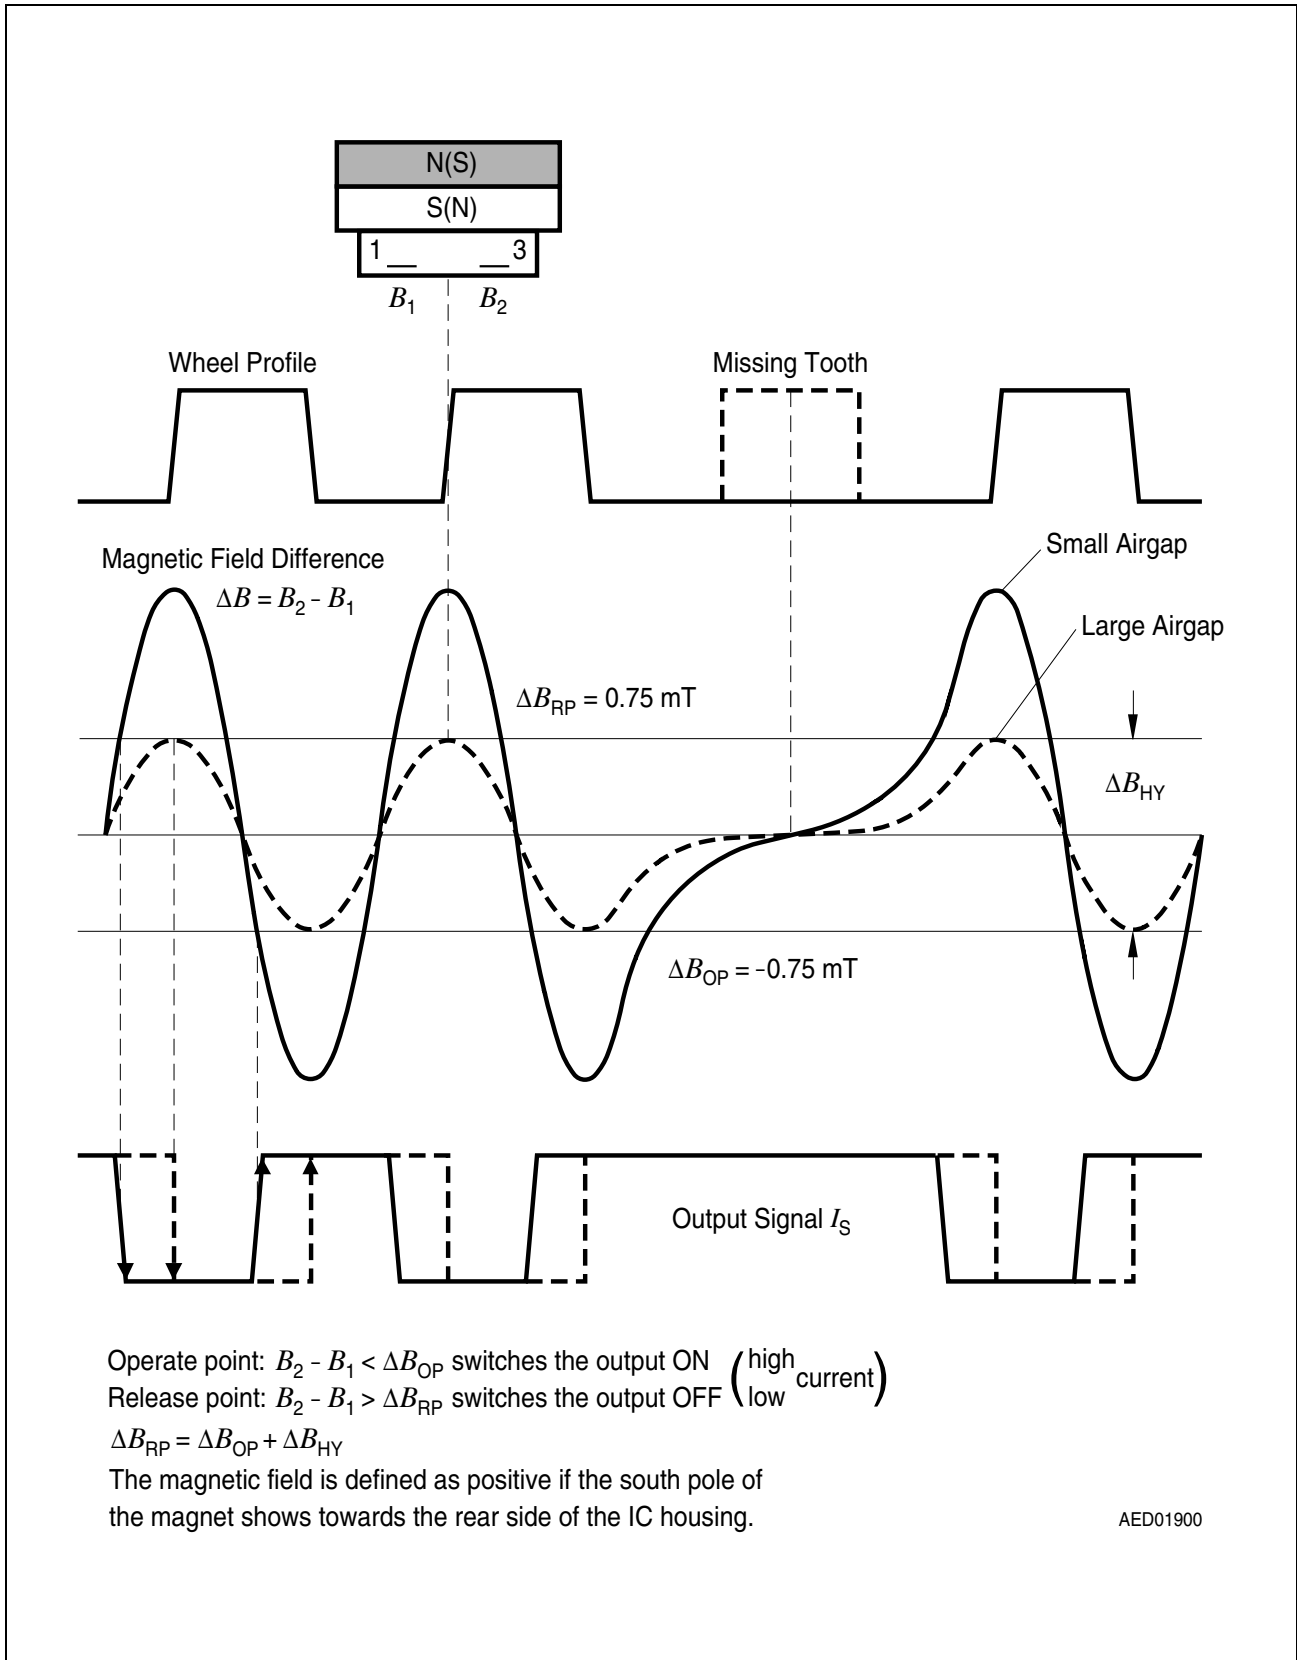 N(S)
S(N)
1 3
B1 B2
Wheel Profile
Missing Tooth
Magnetic Field Difference
ΔB = B2 - B1
Small Airgap
Large Airgap
ΔBRP = 0.75 mT
ΔBHY
ΔBOP = -0.75 mT
Output Signal IS
Operate point: B2 - B1 < ΔBOP switches the output ON (high
Release point: B2 - B1 > ΔBRP switches the output OFF (low current)
ΔBRP = ΔBOP + ΔBHY
The magnetic field is defined as positive if the south pole of
the magnet shows towards the rear side of the IC housing.
AED01900